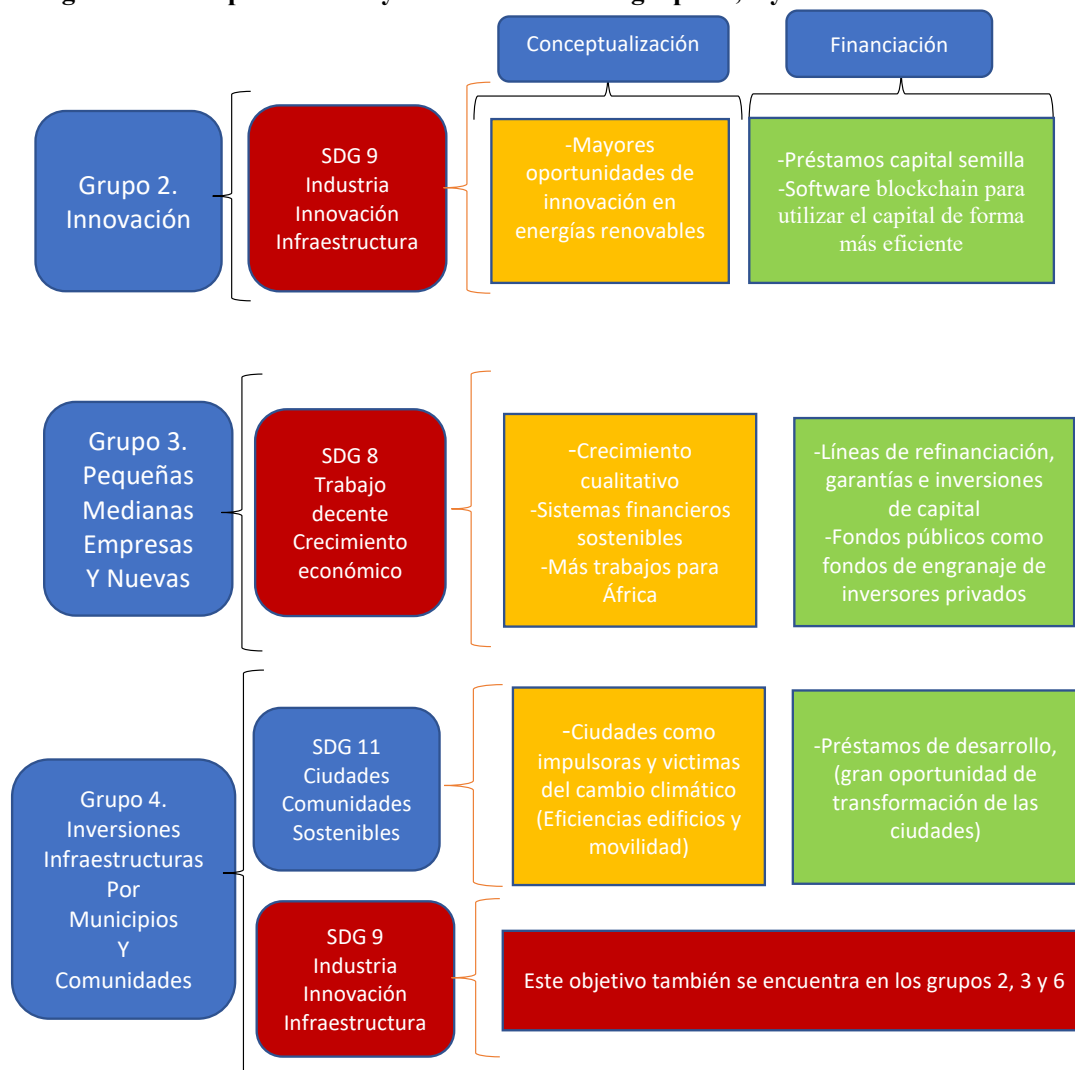 Conceptualización
Financiación
Grupo 2.
Innovación
SDG 9
Industria
Innovación
Infraestructura
-Mayores
oportunidades de
innovación en
energías renovables
-Préstamos capital semilla
-Software blockchain para
utilizar el capital de forma
más eficiente
Grupo 3.
Pequeñas
Medianas
Empresas
Y Nuevas
SDG 8
Trabajo
decente
Crecimiento
económico
-Crecimiento
cualitativo
-Sistemas financieros
sostenibles
-Más trabajos para
África
-Líneas de refinanciación,
garantías e inversiones
de capital
-Fondos públicos como
fondos de engranaje de
inversores privados
Grupo 4.
Inversiones
Infraestructuras
Por
Municipios
Y
Comunidades
SDG 11
Ciudades
Comunidades
Sostenibles
-Ciudades como
impulsoras y victimas
del cambio climático
(Eficiencias edificios y
movilidad)
-Préstamos de desarrollo,
(gran oportunidad de
transformación de las
ciudades)
SDG 9
Industria
Innovación
Infraestructura
Este objetivo también se encuentra en los grupos 2, 3 y 6